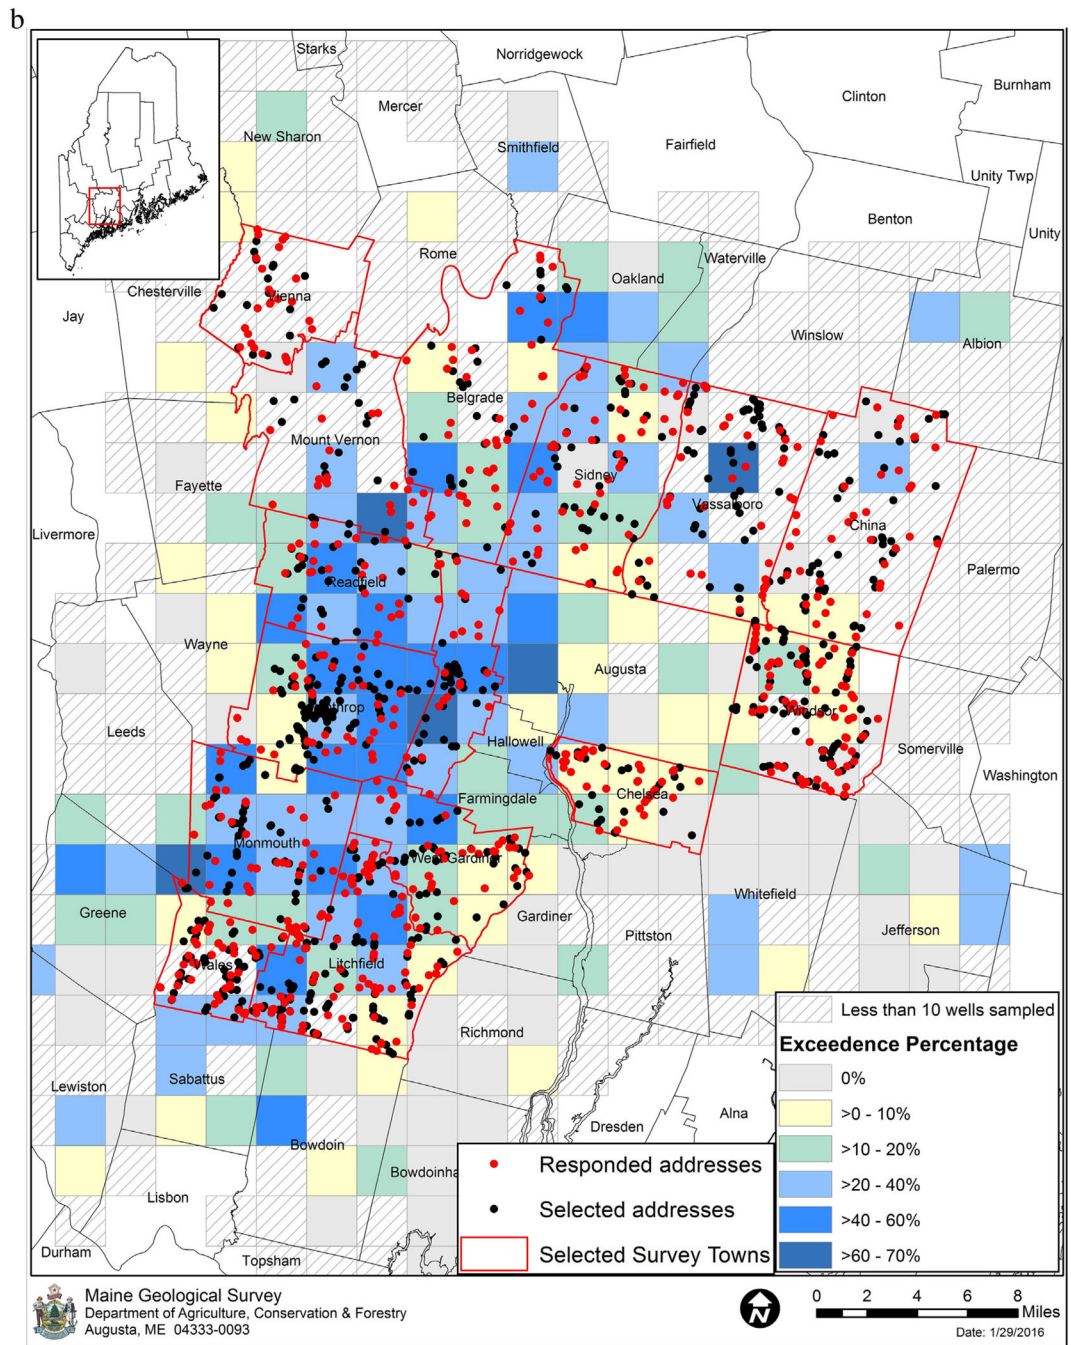 b
Starks
Norridgewock
Burnham
Clinton
Mercer
New Sharon
Smithfield
Fairfield
Unity Twp
Benton
Unity
Rome
Waterville
Oakland
Chesterville
Vienna
Jay
Winslow
Albion
Belgrade
Mount Vernon
Fayette
Sidney
Vassalboro
China
Livermore
Readfield
Palermo
Wayne
Augusta
Winthrop
Windsor
Leeds
Hallowell
Somerville
Washington
Chelsea
Farmingdale
Monmouth
West Gardiner
Whitefield
Greene
Gardiner
Jefferson
Pittston
Wales
Litchfield
Richmond
Less than 10 wells sampled
Exceedence Percentage
0%
>0 - 10%
>10 - 20%
>20 - 40%
>40 - 60%
>60 - 70%
Lewiston
Sabattus
Alna
Dresden
Bowdoin
Bowdoinha
Lisbon
Durham
Topsham
Responded addresses
Selected addresses
Selected Survey Towns
Maine Geological Survey
Department of Agriculture, Conservation & Forestry
Augusta, ME 04333-0093
N
0 2 4 6 8
Miles
Date: 1/29/2016